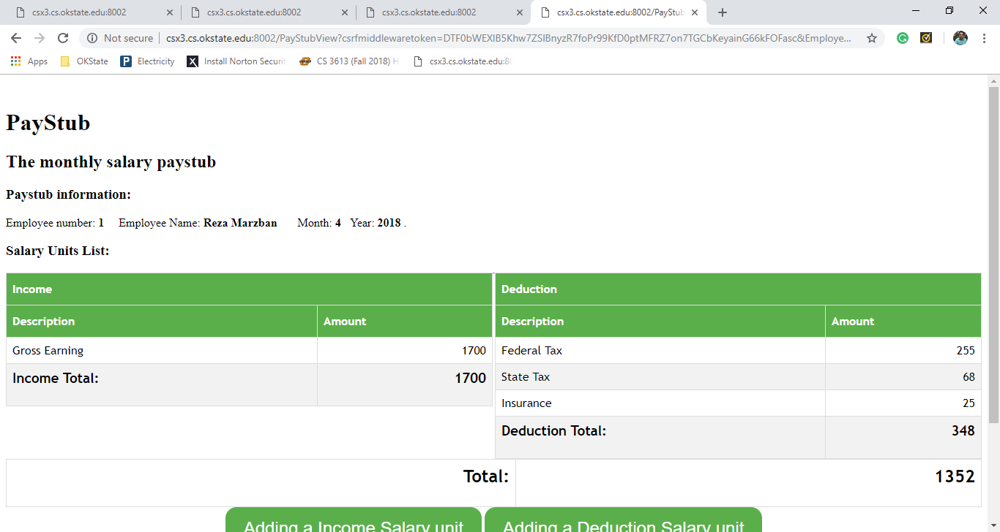 csx3.cs.okstate.edu:8002
csx3.cs.okstate.edu:8002
csx3.cs.okstate.edu:8002
csx3.cs.okstate.edu:8002/PayStub
Not secure
csx3.cs.okstate.edu:8002/PayStubView?csrfmiddlewaretoken=DTF0bWEXIB5Khw7ZSIBnyzR7foPr99KfD0ptMFRZ7on7TGCbKeyainG66kFOFasc&Employe...
Apps
OKState
P
Electricity
X
Install Norton Securit
CS 3613 (Fall 2018) H
csx3.cs.okstate.edu:80
PayStub
The monthly salary paystub
Paystub information:
Employee number: 1 Employee Name: Reza Marzban Month: 4 Year: 2018 .
Salary Units List:
Income
Description Amount
Gross Earning 1700
Income Total: 1700
Deduction
Description Amount
Federal Tax 255
State Tax 68
Insurance 25
Deduction Total: 348
Total: 1352
Adding a Income Salary unit
Adding a Deduction Salary unit